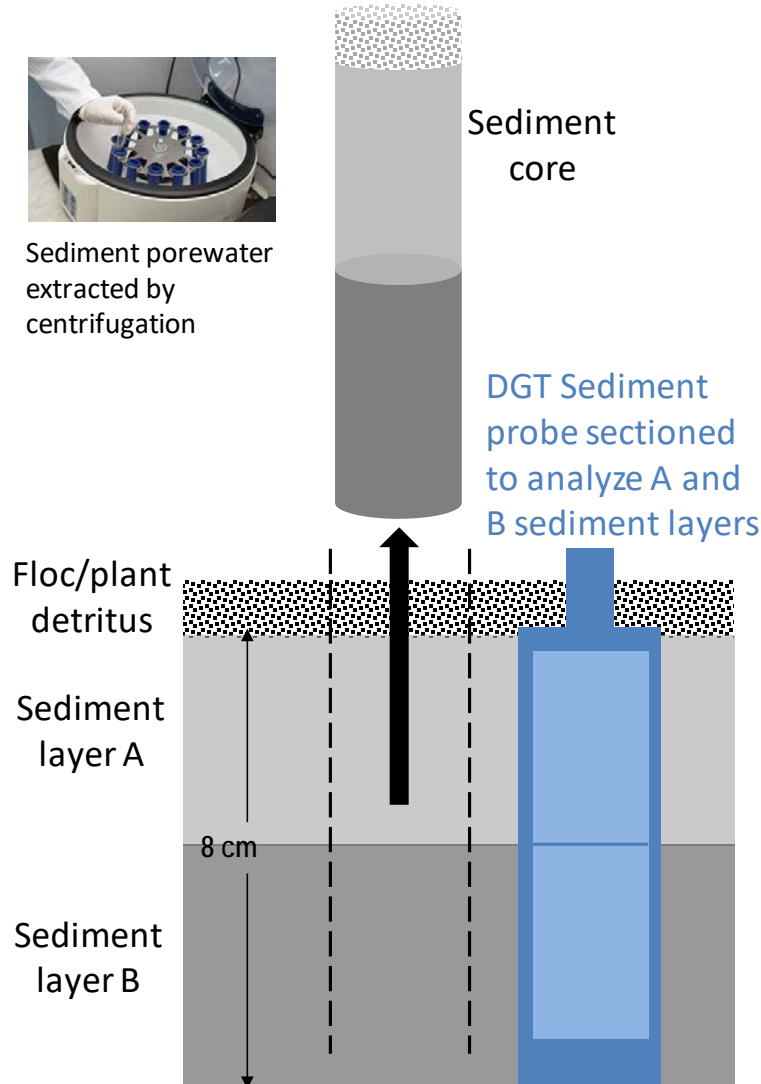 Sediment
core
Sediment porewater
extracted by
centrifugation
DGT Sediment
probe sectioned
to analyze A and
B sediment layers
Floc/plant
detritus
Sediment
layer A
8 cm
Sediment
layer B